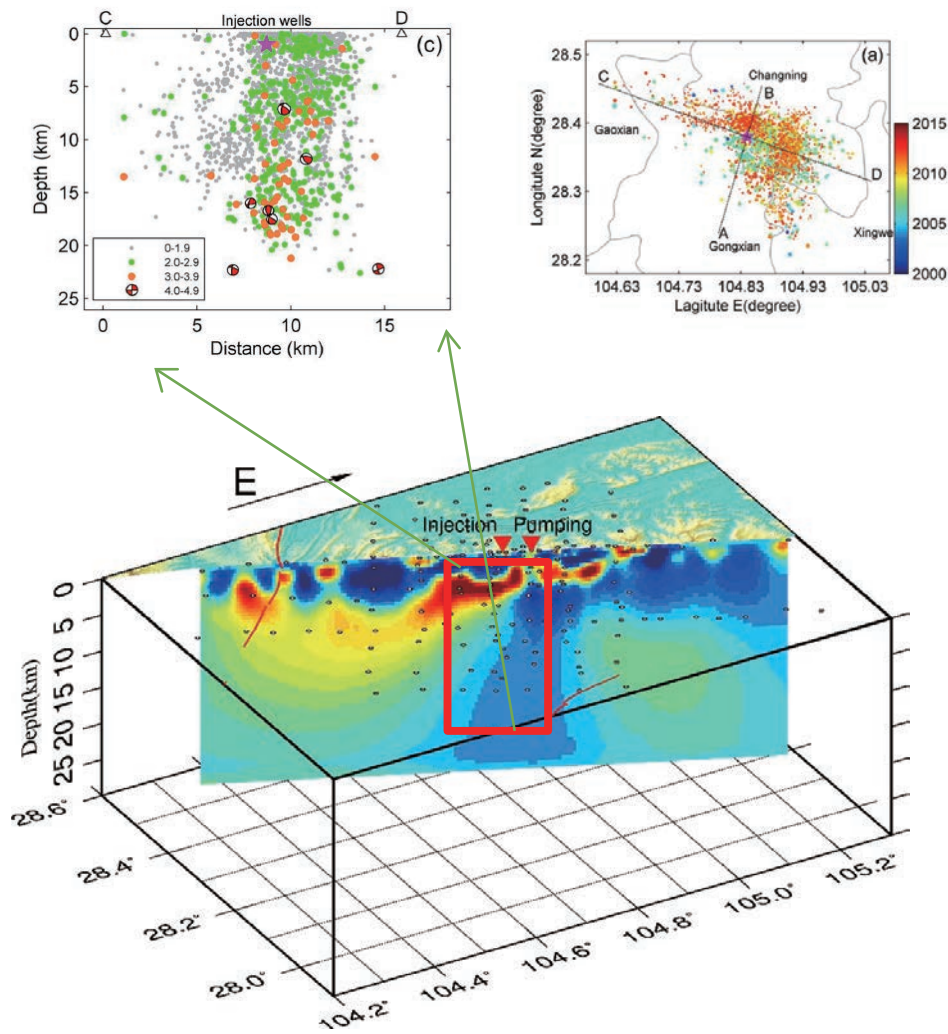 C
Injection wells
D
(c)
0
5
10
15
20
25
Depth (km)
0-1.9
2.0-2.9
3.0-3.9
4.0-4.9
0
5
10
15
Distance (km)
(a)
28.5
28.4
28.3
28.2
Longitute N(degree)
C
Changning
B
Gaoxian
D
A
Gongxian
Xingwe
104.63
104.73
104.83
104.93
105.03
Lagitute E(degree)
2015
2010
2005
2000
E
Injection Pumping
0
5
10
15
20
25
Depth(km)
28.6°
28.4°
28.2°
28.0°
104.2°
104.4°
104.6°
104.8°
105.0°
105.2°